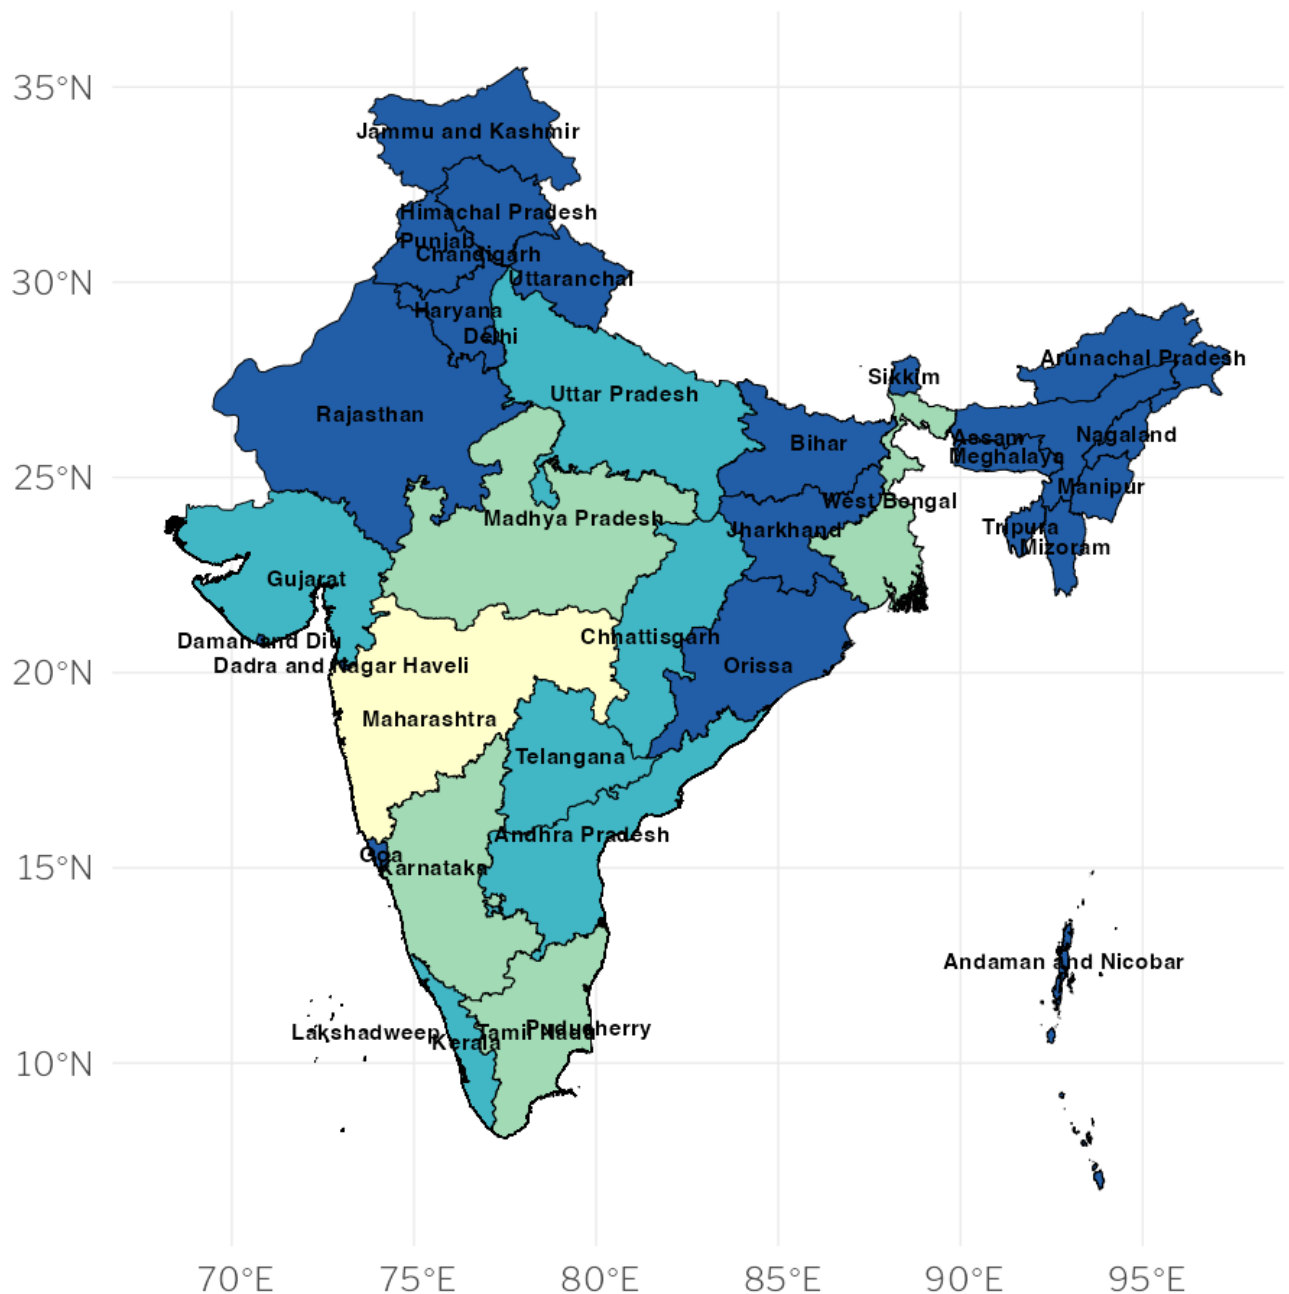 35°N
Jammu and Kashmir
Himachal Pradesh
Punjab
Chandigarh
30°N
Uttaranchal
Haryana
Delhi
Arunachal Pradesh
Sikkim
Uttar Pradesh
Rajasthan
Bihar
Assam
Nagaland
Meghalaya
25°N
Manipur
West Bengal
Madhya Pradesh
Jharkhand
Tripura
Mizoram
Gujarat
Daman and Diu
Chhattisgarh
Dadra and Nagar Haveli
Orissa
20°N
Maharashtra
Telangana
Andhra Pradesh
Goa
Karnataka
15°N
Andaman and Nicobar
Lakshadweep
Kerala
Tamil Nadu
Puducherry
10°N
70°E
75°E
80°E
85°E
90°E
95°E